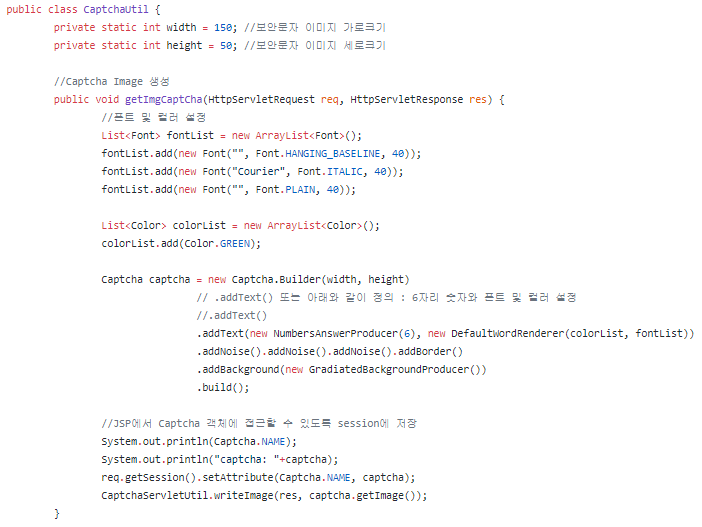 public class CaptchaUtil {
private static int width = 150; //보안문자 이미지 가로크기
private static int height = 50; //보안문자 이미지 세로크기
//Captcha Image 생성
public void getImgCaptCha(HttpServletRequest req, HttpServletResponse res) {
//폰트 및 컬러 설정
List<Font> fontList = new ArrayList<Font>();
fontList.add(new Font("", Font.HANGING_BASELINE, 40));
fontList.add(new Font("Courier", Font.ITALIC, 40));
fontList.add(new Font("", Font.PLAIN, 40));
List<Color> colorList = new ArrayList<Color>();
colorList.add(Color.GREEN);
Captcha captcha = new Captcha.Builder(width, height)
// .addText() 또는 아래와 같이 정의 : 6자리 숫자와 폰트 및 컬러 설정
//.addText()
.addText(new NumbersAnswerProducer(6), new DefaultWordRenderer(colorList, fontList))
.addNoise().addNoise().addNoise().addBorder()
.addBackground(new GradiatedBackgroundProducer())
.build();
//JSP에서 Captcha 객체에 접근할 수 있도록 session에 저장
System.out.println(Captcha.NAME);
System.out.println("captcha: "+captcha);
req.getSession().setAttribute(Captcha.NAME, captcha);
CaptchaServletUtil.writeImage(res, captcha.getImage());
}